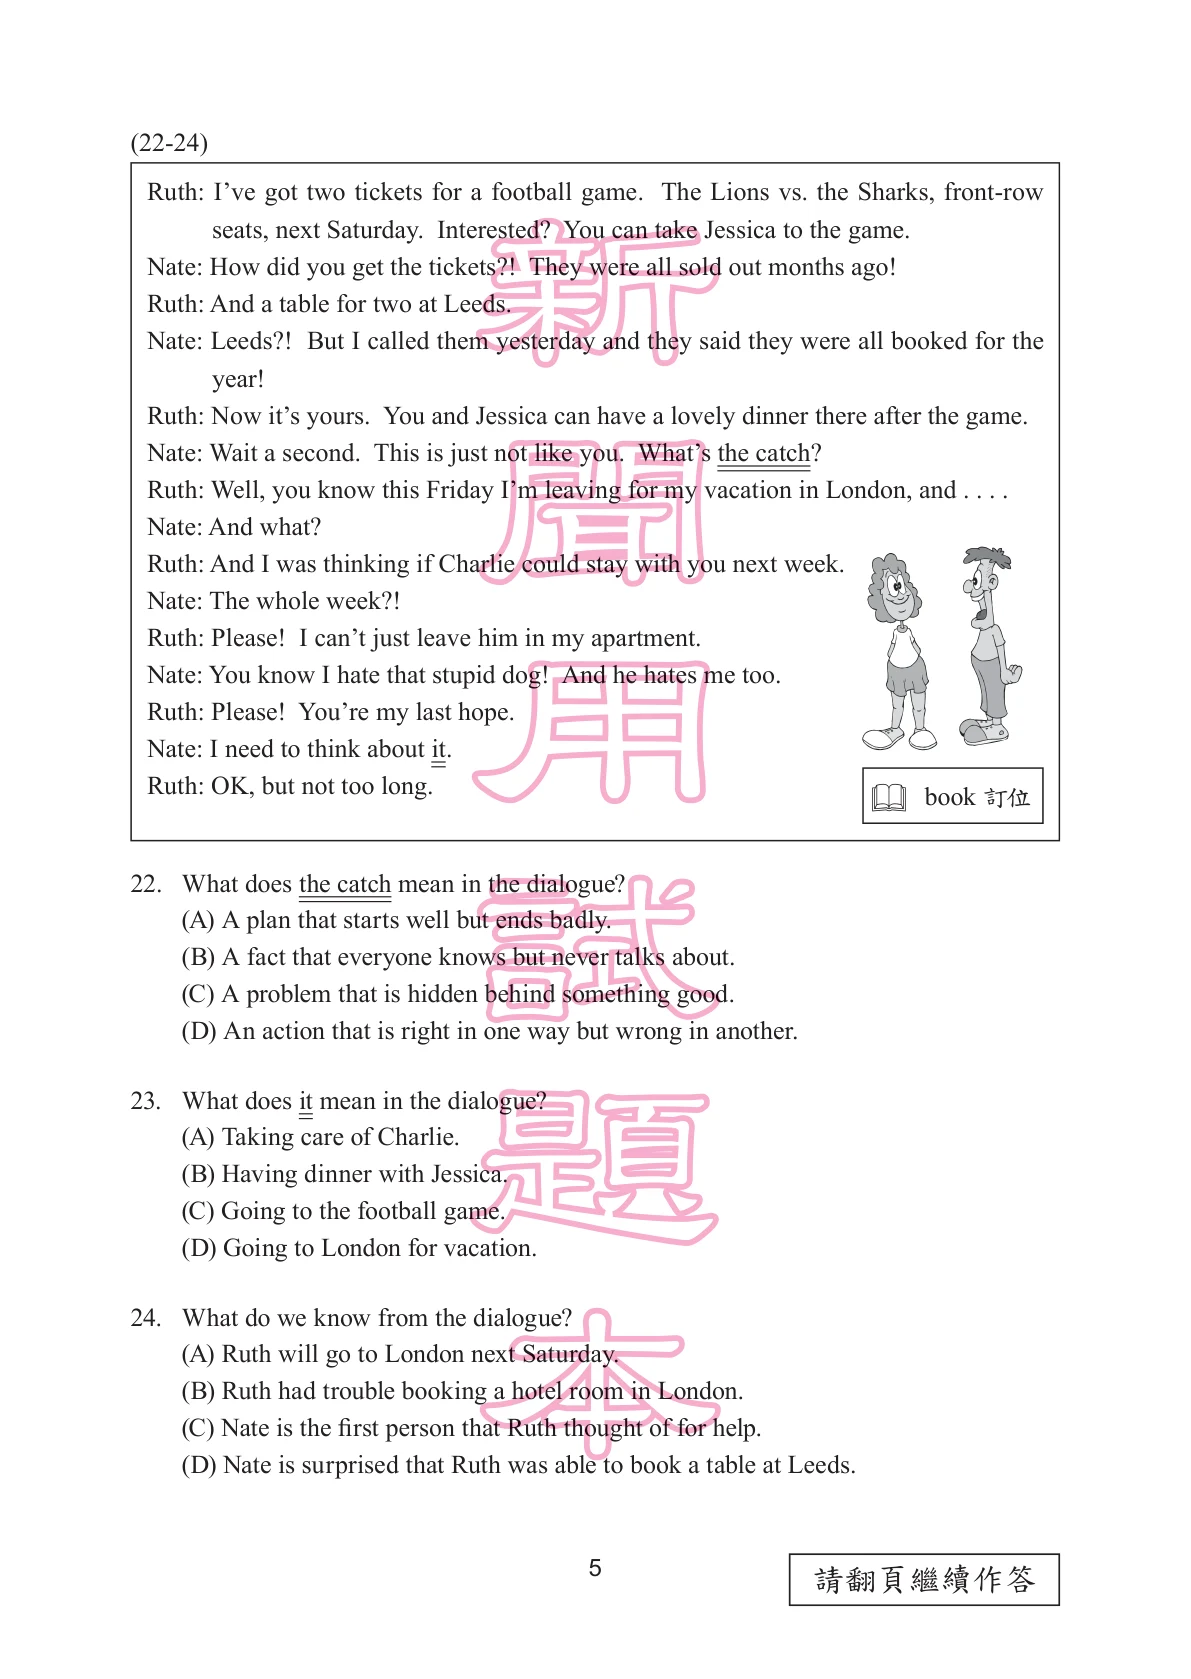 (22-24)
Ruth: I’ve got two tickets for a football game. The Lions vs. the Sharks, front-row
seats, next Saturday. Interested? You can take Jessica to the game.
Nate: How did you get the tickets?! They were all sold out months ago!
Ruth: And a table for two at Leeds.
Nate: Leeds?! But I called them yesterday and they said they were all booked for the
year!
Ruth: Now it’s yours. You and Jessica can have a lovely dinner there after the game.
Nate: Wait a second. This is just not like you. What’s the catch?
Ruth: Well, you know this Friday I’m leaving for my vacation in London, and . . . .
Nate: And what?
Ruth: And I was thinking if Charlie could stay with you next week.
Nate: The whole week?!
Ruth: Please! I can’t just leave him in my apartment.
Nate: You know I hate that stupid dog! And he hates me too.
Ruth: Please! You’re my last hope.
Nate: I need to think about it.
Ruth: OK, but not too long.
book 訂位
22. What does the catch mean in the dialogue?
(A) A plan that starts well but ends badly.
(B) A fact that everyone knows but never talks about.
(C) A problem that is hidden behind something good.
(D) An action that is right in one way but wrong in another.
23. What does it mean in the dialogue?
(A) Taking care of Charlie.
(B) Having dinner with Jessica.
(C) Going to the football game.
(D) Going to London for vacation.
24. What do we know from the dialogue?
(A) Ruth will go to London next Saturday.
(B) Ruth had trouble booking a hotel room in London.
(C) Nate is the first person that Ruth thought of for help.
(D) Nate is surprised that Ruth was able to book a table at Leeds.
5
請翻頁繼續作答
新聞用試題本